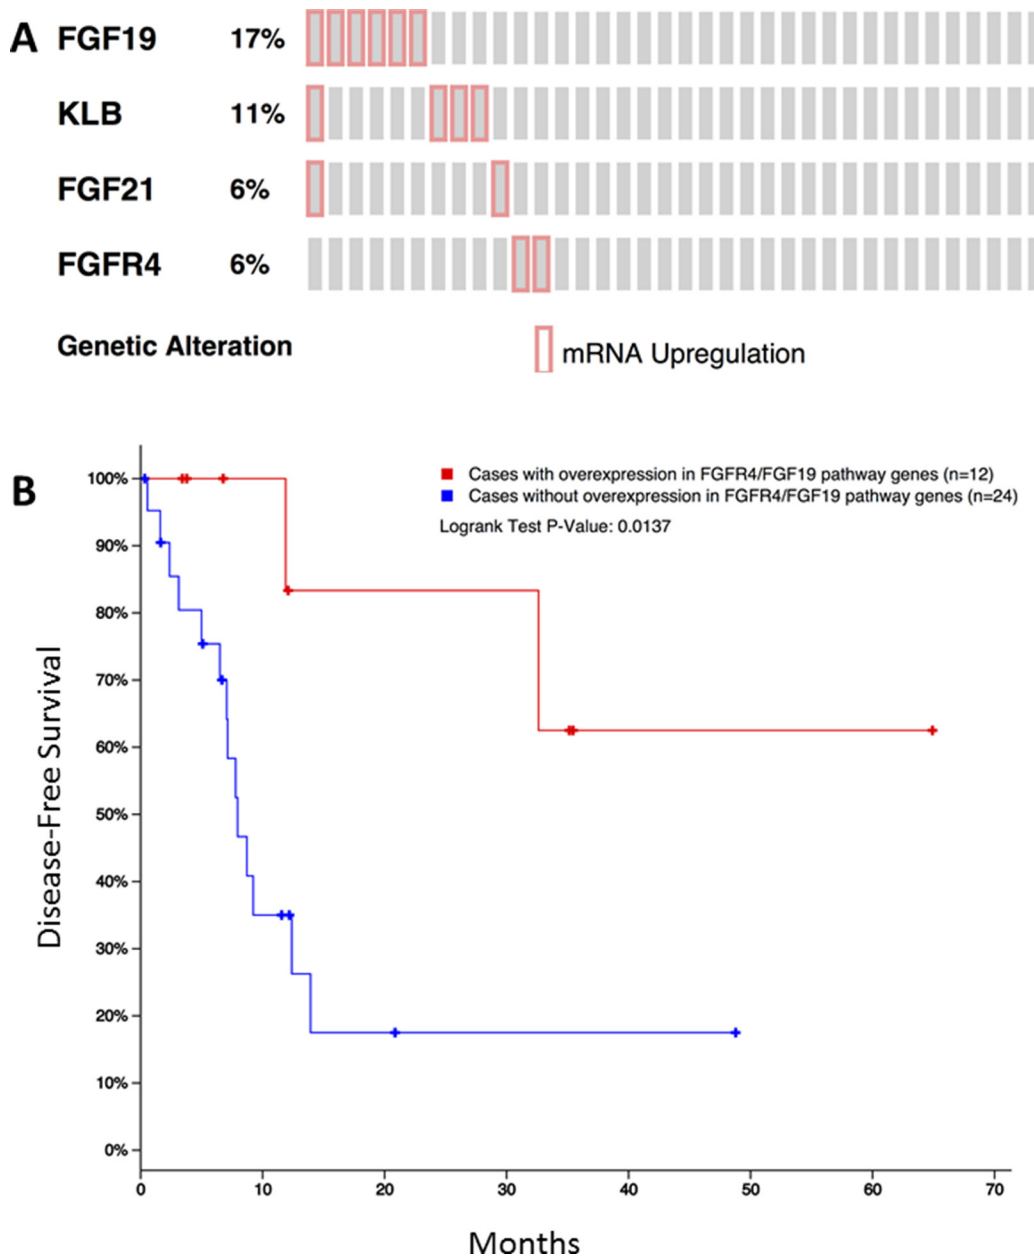 A
FGF19 17%
KLB 11%
FGF21 6%
FGFR4 6%
Genetic Alteration
mRNA Upregulation
B
Cases with overexpression in FGFR4/FGF19 pathway genes (n=12)
Cases without overexpression in FGFR4/FGF19 pathway genes (n=24)
Logrank Test P-Value: 0.0137
Disease-Free Survival
100%
90%
80%
70%
60%
50%
40%
30%
20%
10%
0%
0 10 20 30 40 50 60 70
Months